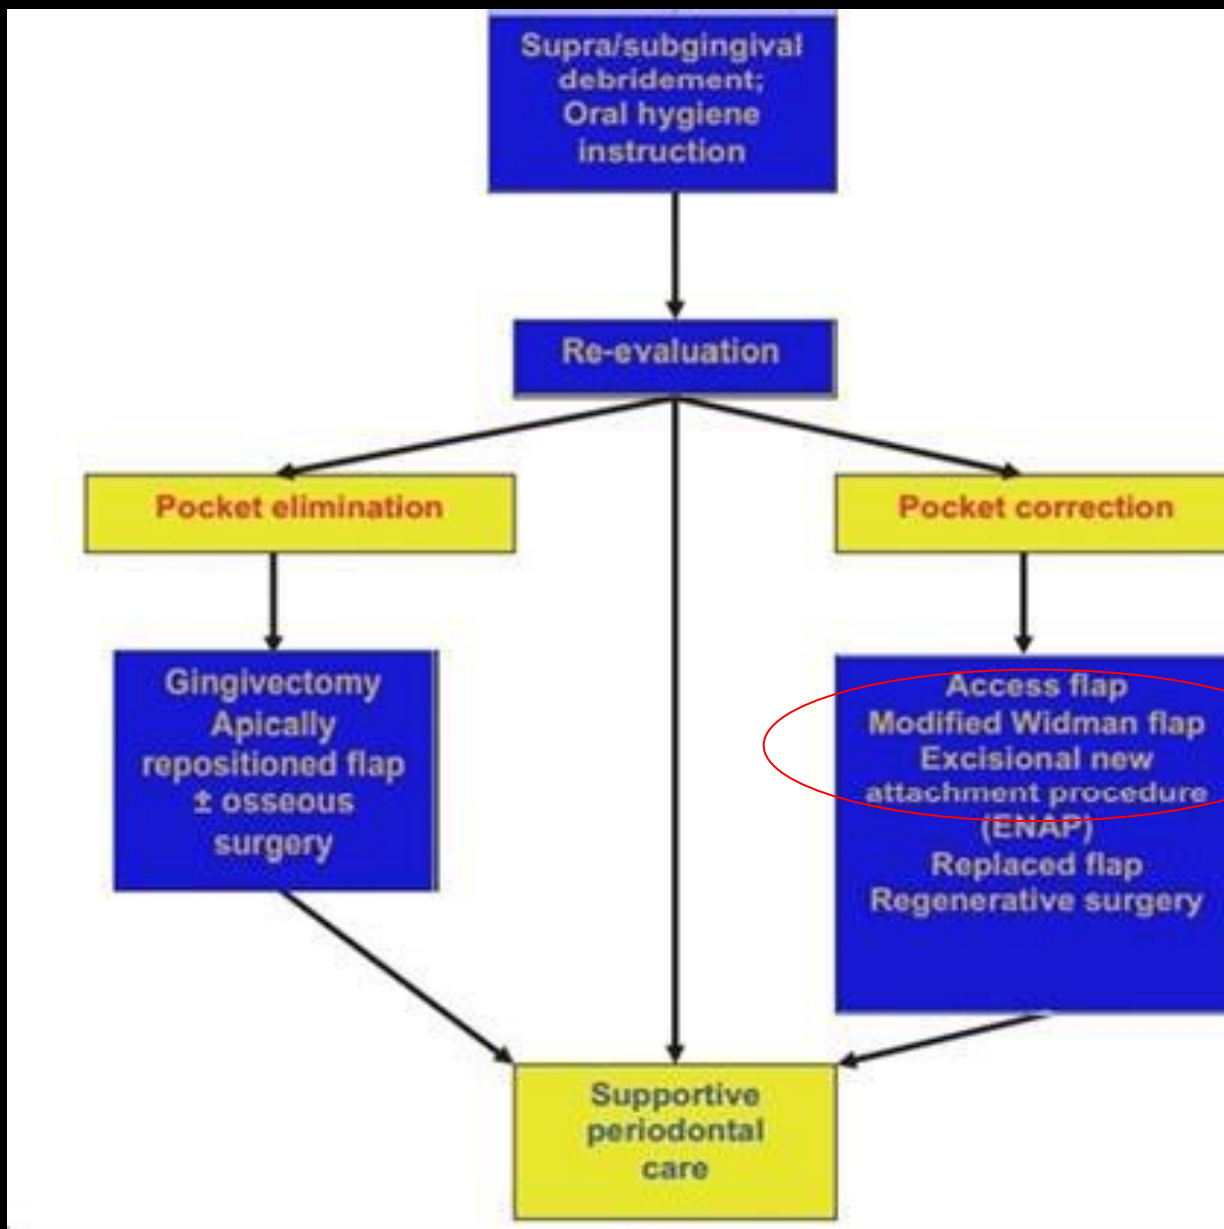 Supra/subgingival
debridement;
Oral hygiene
instruction
Re-evaluation
Pocket elimination
Pocket correction
Gingivectomy
Apically
repositioned flap
± osseous
surgery
Access flap
Modified Widman flap
Excisional new
attachment procedure
(ENAP)
Replaced flap
Regenerative surgery
Supportive
periodontal
care